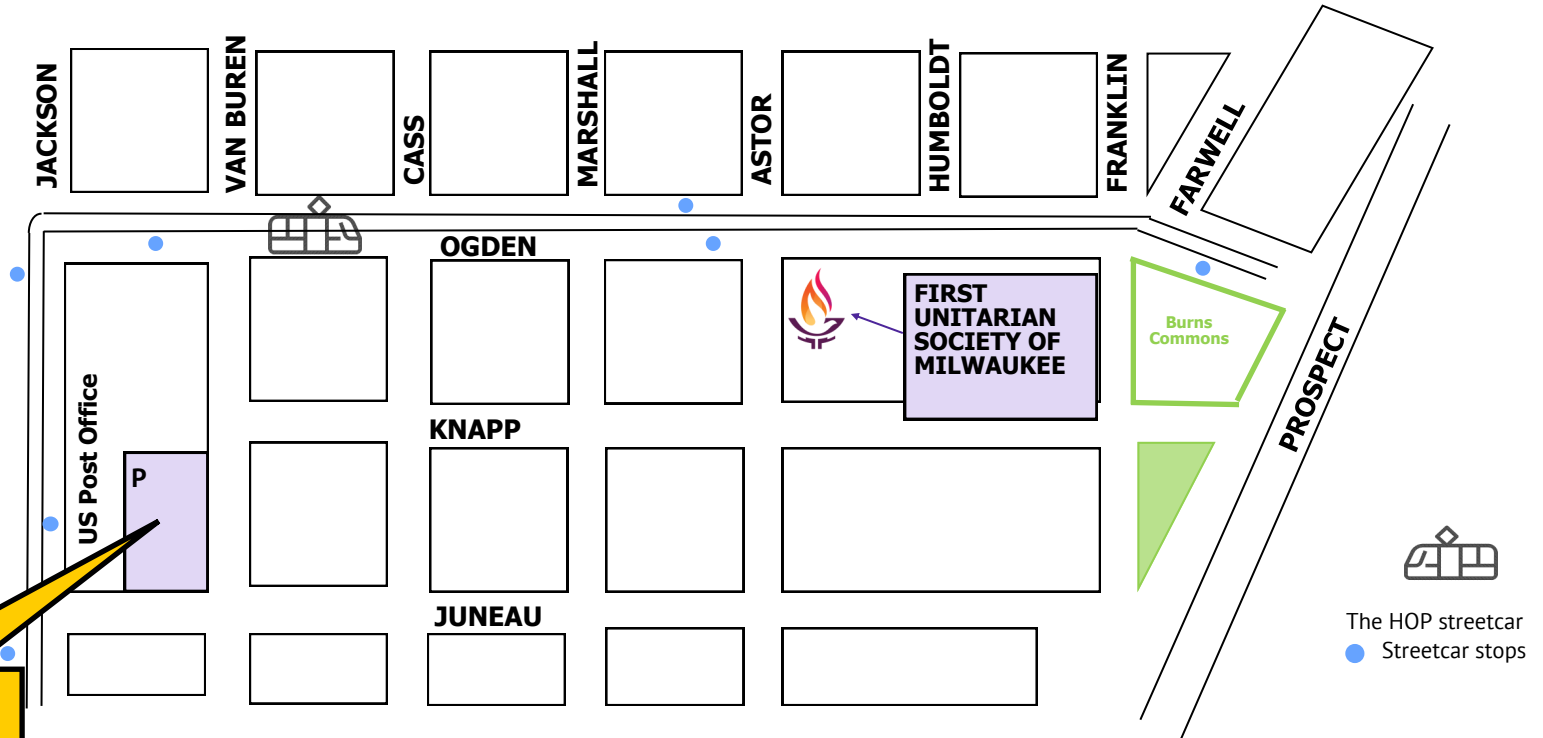 JACKSON
VAN BUREN
CASS
MARSHALL
ASTOR
HUMBOLDT
FRANKLIN
FARWELL
OGDEN
FIRST
UNITARIAN
SOCIETY OF
MILWAUKEE
Burns
Commons
PROSPECT
US Post Office
KNAPP
P
JUNEAU
The HOP streetcar
Streetcar stops